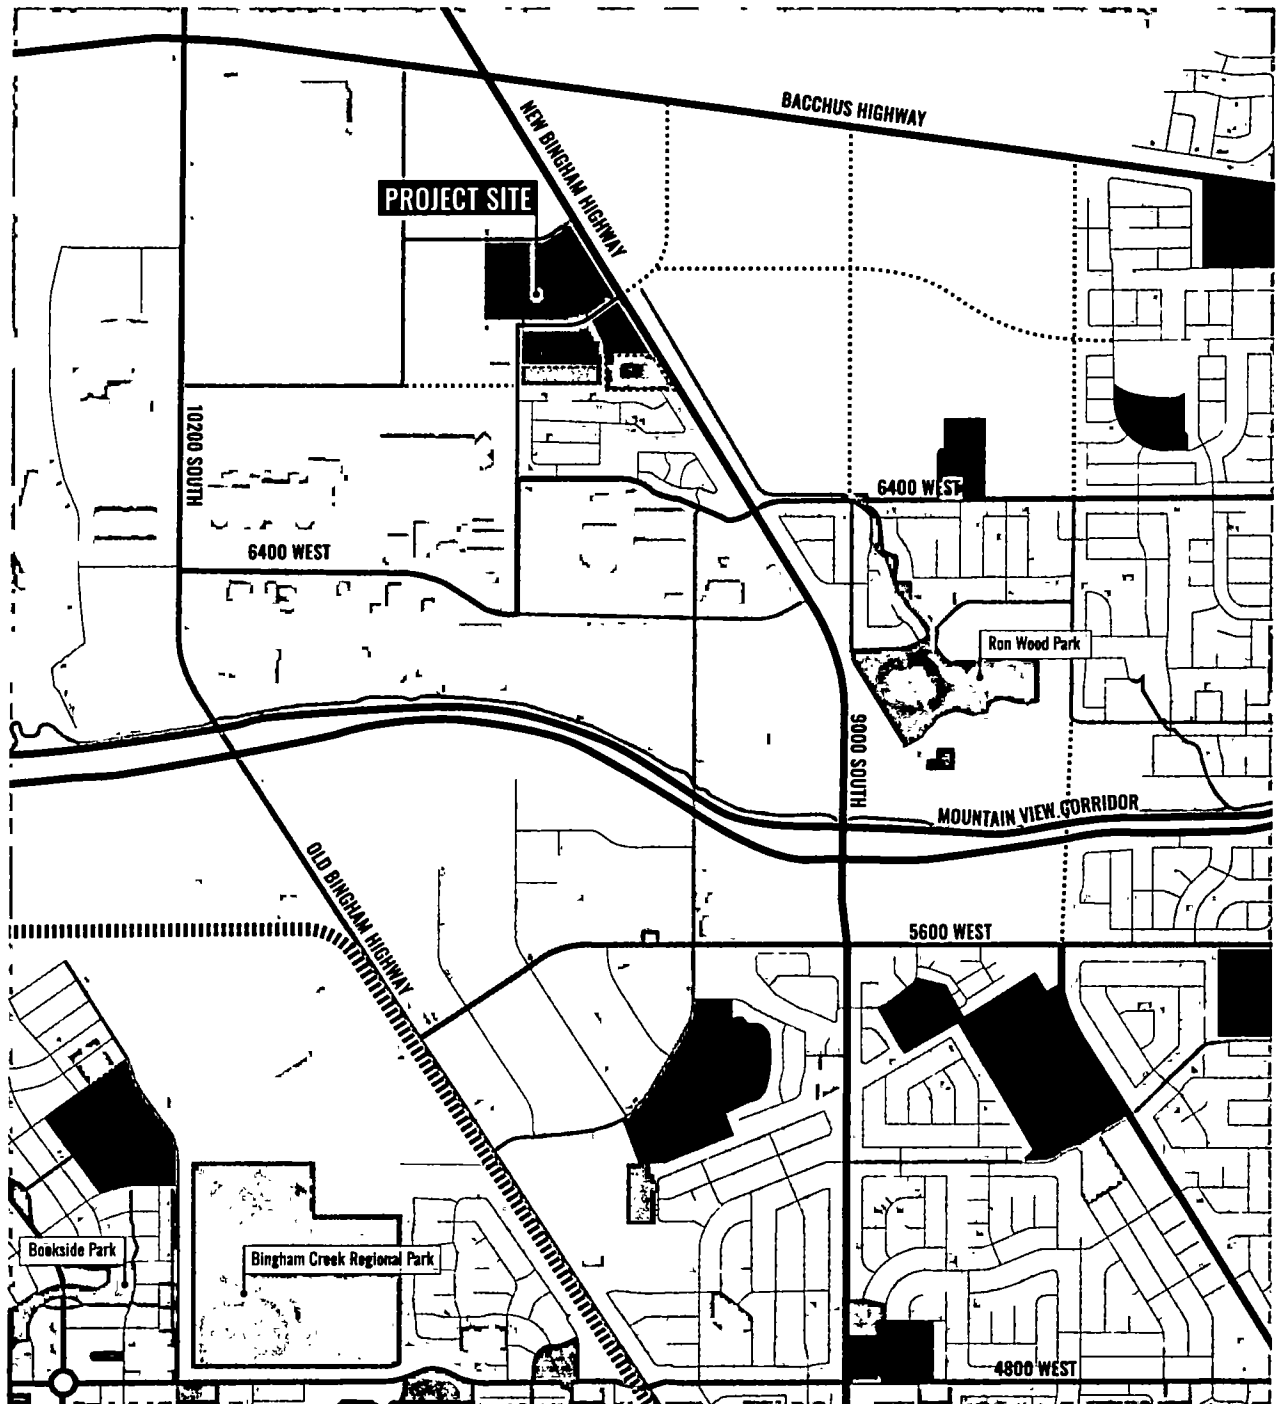 BACCHUS HIGHWAY
NEW BINGHAM HIGHWAY
PROJECT SITE
10200 SOUTH
6400 WEST
6400 WEST
Ron Wood Park
9000 SOUTH
MOUNTAIN VIEW CORRIDOR
OLD BINGHAM HIGHWAY
5600 WEST
Bookside Park
Bingham Creek Regional Park
4800 WEST